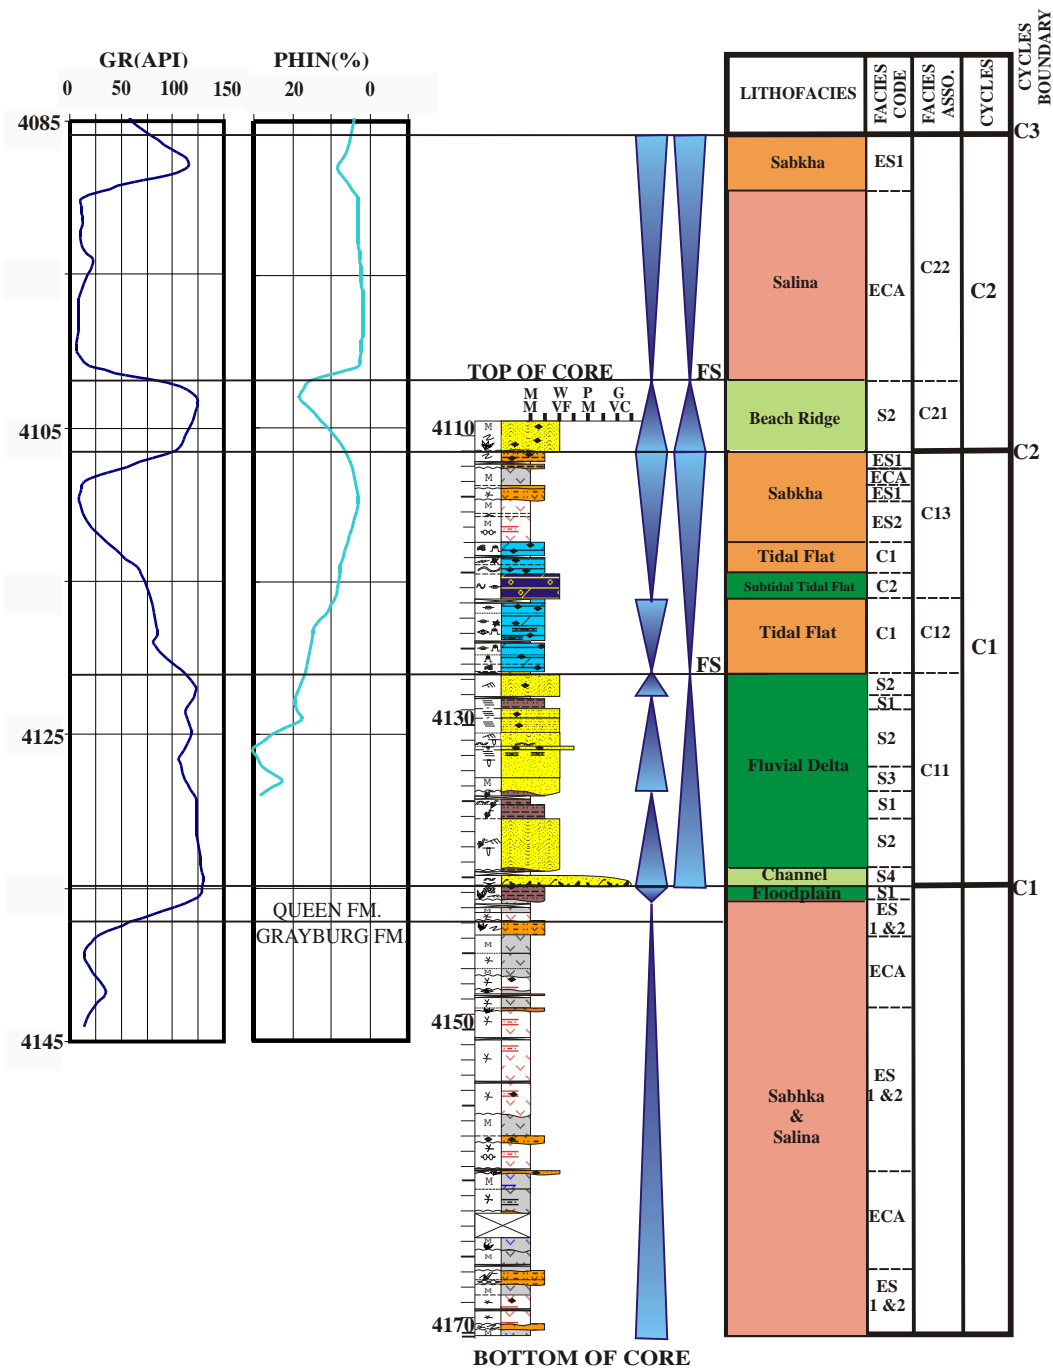 GR(API)
0 50 100 150
PHIN(%)
20 0
LITHOFACIES
FACIES CODE
FACIES ASSO.
CYCLES
CYCLES BOUNDARY
4085
4105
4125
4145
QUEEN FM.
GRAYBURG FM.
TOP OF CORE
M W P G
M VF M VC
4110
4130
4150
4170
BOTTOM OF CORE
FS
FS
Sabkha
Salina
Beach Ridge
Sabkha
Tidal Flat
Subtidal Tidal Flat
Tidal Flat
Fluvial Delta
Channel
Floodplain
Sabhka
&
Salina
ES1
ECA
S2
ES1
ECA
ES1
ES2
C1
C2
C1
S2
S1
S2
S3
S1
S2
S4
S1
ES
1 &2
ECA
ES
1 &2
ECA
ES
1 &2
C22
C21
C13
C12
C11
C2
C1
C3
C2
C1